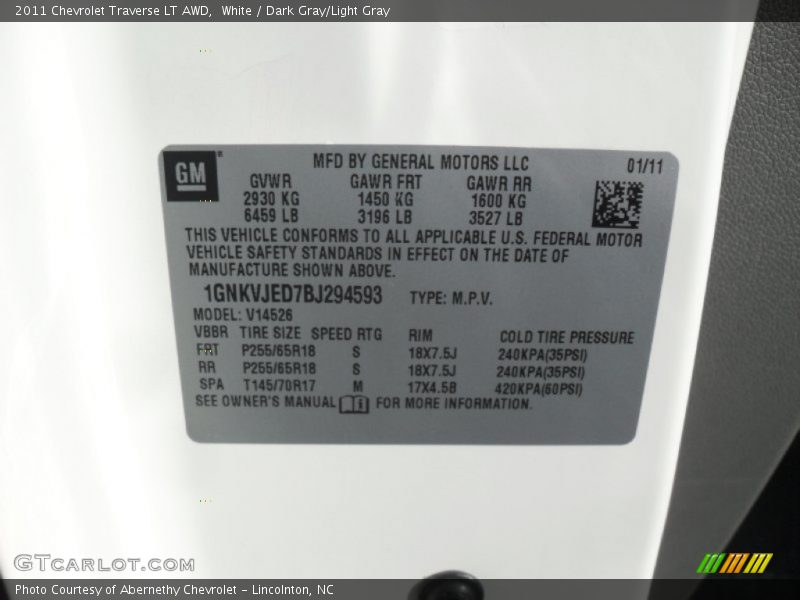 2011 Chevrolet Traverse LT AWD, White / Dark Gray/Light Gray
GM
MFD BY GENERAL MOTORS LLC 01/11
GVWR GAWR FRT GAWR RR
2930 KG 1450 KG 1600 KG
6459 LB 3196 LB 3527 LB
THIS VEHICLE CONFORMS TO ALL APPLICABLE U.S. FEDERAL MOTOR
VEHICLE SAFETY STANDARDS IN EFFECT ON THE DATE OF
MANUFACTURE SHOWN ABOVE.
1GNKVJED7BJ294593 TYPE: M.P.V.
MODEL: V14526
VBBR TIRE SIZE SPEED RTG RIM COLD TIRE PRESSURE
FRT P255/65R18 S 18X7.5J 240KPA(35PSI)
RR P255/65R18 S 18X7.5J 240KPA(35PSI)
SPA T145/70R17 M 17X4.5B 420KPA(60PSI)
SEE OWNER'S MANUAL FOR MORE INFORMATION.
GTCARLOT.COM
Photo Courtesy of Abernethy Chevrolet - Lincolnton, NC